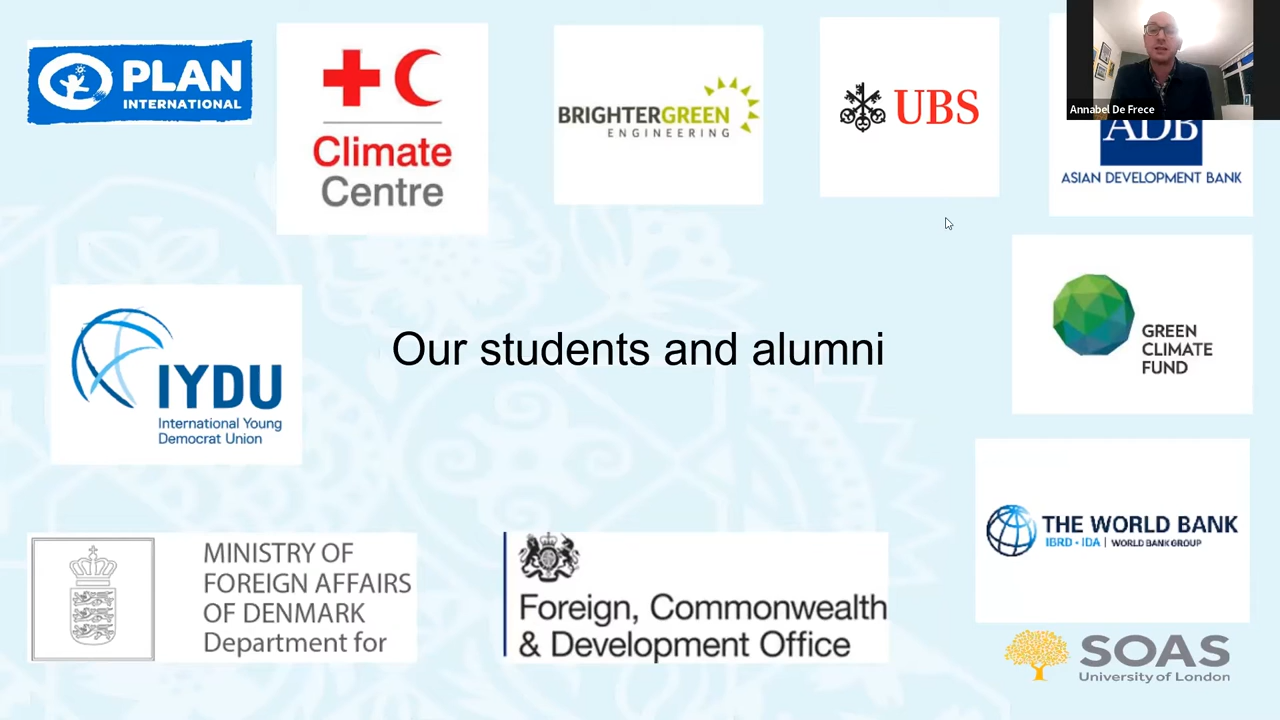 PLAN
INTERNATIONAL
Climate
Centre
BRIGHTERGREEN
ENGINEERING
UBS
Annabel De Frece
ADB
ASIAN DEVELOPMENT BANK
IYDU
International Young
Democrat Union
Our students and alumni
GREEN
CLIMATE
FUND
THE WORLD BANK
IBRD • IDA | WORLD BANK GROUP
MINISTRY OF
FOREIGN AFFAIRS
OF DENMARK
Department for
Foreign, Commonwealth
& Development Office
SOAS
University of London